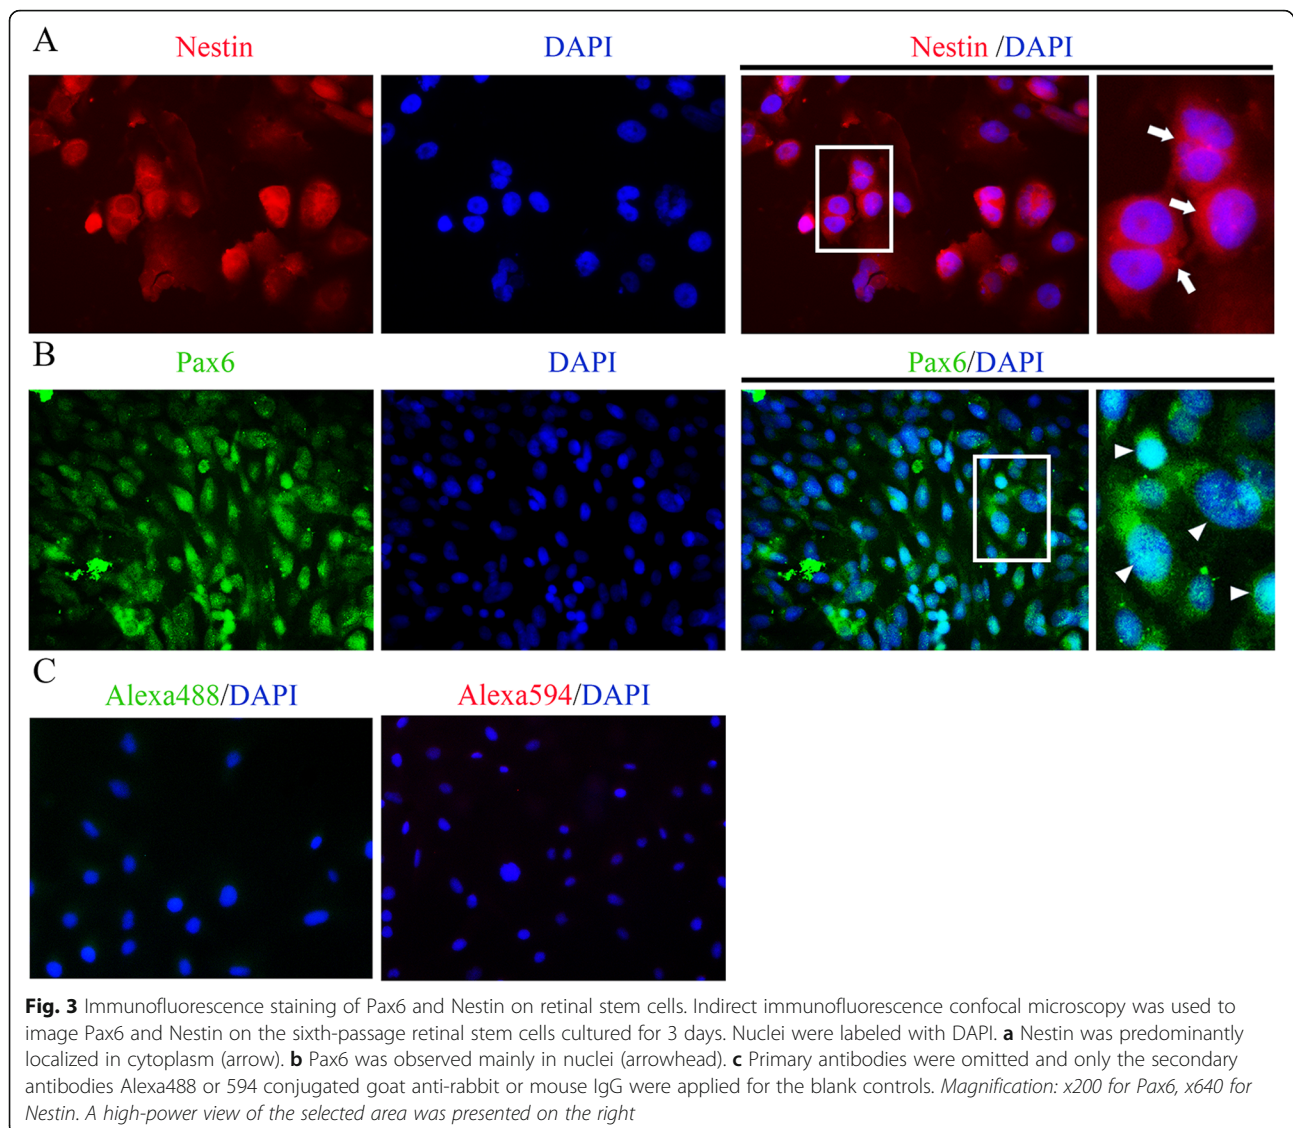 A
Nestin
DAPI
Nestin /DAPI
B
Pax6
DAPI
Pax6/DAPI
C
Alexa488/DAPI
Alexa594/DAPI
Fig. 3 Immunofluorescence staining of Pax6 and Nestin on retinal stem cells. Indirect immunofluorescence confocal microscopy was used to
image Pax6 and Nestin on the sixth-passage retinal stem cells cultured for 3 days. Nuclei were labeled with DAPI. a Nestin was predominantly
localized in cytoplasm (arrow). b Pax6 was observed mainly in nuclei (arrowhead). c Primary antibodies were omitted and only the secondary
antibodies Alexa488 or 594 conjugated goat anti-rabbit or mouse IgG were applied for the blank controls. Magnification: x200 for Pax6, x640 for
Nestin. A high-power view of the selected area was presented on the right